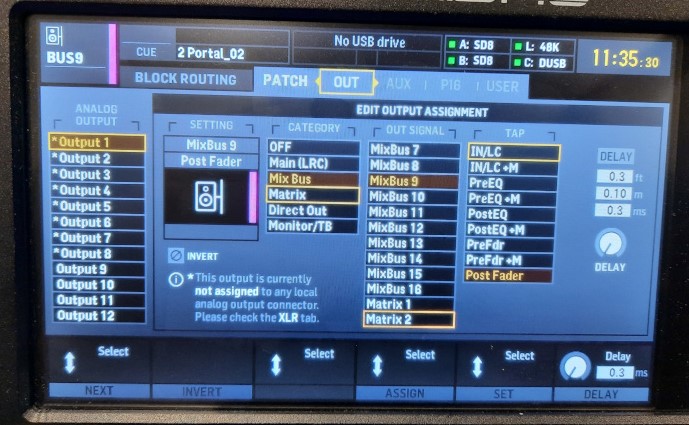 No USB drive
BUS9
CUE 2 Portal_02
A: SD8 L: 48K
B: SD8 C: DUSB
11:35:30
BLOCK ROUTING PATCH OUT AUX P16 USER
EDIT OUTPUT ASSIGNMENT
ANALOG
OUTPUT
*Output 1
*Output 2
*Output 3
*Output 4
*Output 5
*Output 6
*Output 7
*Output 8
Output 9
Output 10
Output 11
Output 12
SETTING
MixBus 9
Post Fader
INVERT
*This output is currently
not assigned to any local
analog output connector.
Please check the XLR tab.
CATEGORY
OFF
Main (LRC)
Mix Bus
Matrix
Direct Out
Monitor/TB
OUT SIGNAL
MixBus 7
MixBus 8
MixBus 9
MixBus 10
MixBus 11
MixBus 12
MixBus 13
MixBus 14
MixBus 15
MixBus 16
Matrix 1
Matrix 2
TAP
IN/LC
IN/LC +M
PreEQ
PreEQ +M
PostEQ
PostEQ +M
PreFdr
PreFdr +M
Post Fader
DELAY
0.3 ft
0.10 m
0.3 ms
DELAY
Select
Select
Select
Select
Delay
0.3 ms
NEXT INVERT ASSIGN SET DELAY